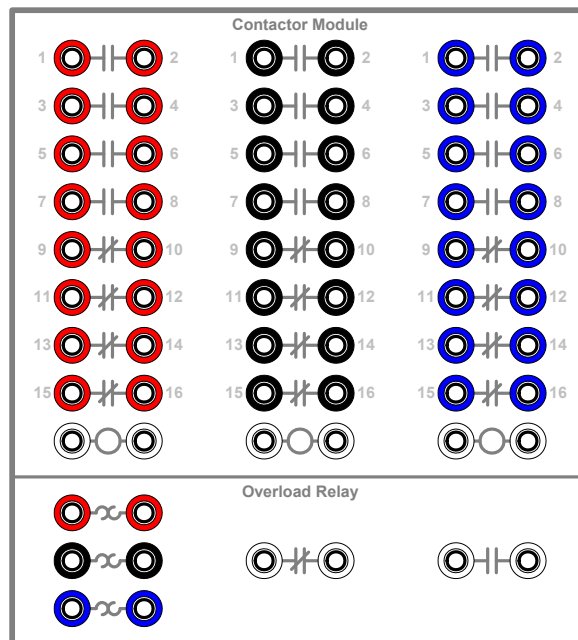 Contactor Module
1 2 1 2 1 2
3 4 3 4 3 4
5 6 5 6 5 6
7 8 7 8 7 8
9 10 9 10 9 10
11 12 11 12 11 12
13 14 13 14 13 14
15 16 15 16 15 16
Overload Relay